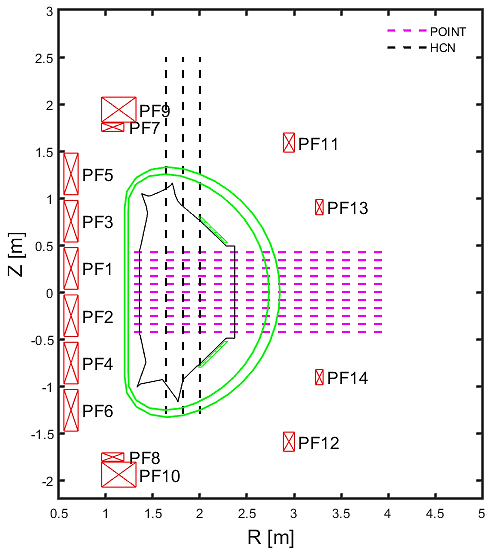 3
POINT
HCN
2.5
2
PF9
PF7
1.5
PF11
PF5
1
PF13
PF3
0.5
PF1
0
PF2
-0.5
PF4
PF14
-1
PF6
-1.5
PF12
PF8
PF10
-2
0.5
1
1.5
2
2.5
3
3.5
4
4.5
5
R [m]
Z [m]